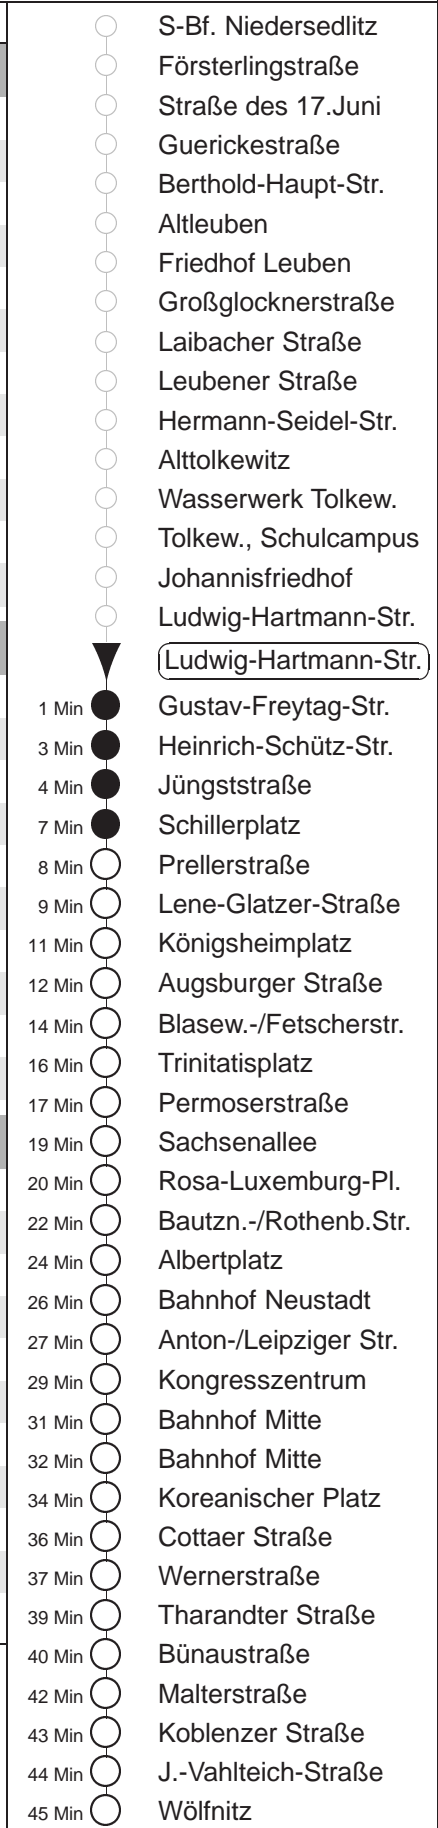 S-Bf. Niedersedlitz
Försterlingstraße
Straße des 17.Juni
Guerickestraße
Berthold-Haupt-Str.
Altleuben
Friedhof Leuben
Großglocknerstraße
Laibacher Straße
Leubener Straße
Hermann-Seidel-Str.
Alttolkewitz
Wasserwerk Tolkew.
Tolkew., Schulcampus
Johannisfriedhof
Ludwig-Hartmann-Str.
Ludwig-Hartmann-Str.
1 Min Gustav-Freytag-Str.
3 Min Heinrich-Schütz-Str.
4 Min Jüngststraße
7 Min Schillerplatz
8 Min Prellerstraße
9 Min Lene-Glatzer-Straße
11 Min Königsheimplatz
12 Min Augsburger Straße
14 Min Blasew.-/Fetscherstr.
16 Min Trinitatisplatz
17 Min Permoserstraße
19 Min Sachsenallee
20 Min Rosa-Luxemburg-Pl.
22 Min Bautzn.-/Rothenb.Str.
24 Min Albertplatz
26 Min Bahnhof Neustadt
27 Min Anton-/Leipziger Str.
29 Min Kongresszentrum
31 Min Bahnhof Mitte
32 Min Bahnhof Mitte
34 Min Koreanischer Platz
36 Min Cottaer Straße
37 Min Wernerstraße
39 Min Tharandter Straße
40 Min Bünaustraße
42 Min Malterstraße
43 Min Koblenzer Straße
44 Min J.-Vahlteich-Straße
45 Min Wölfnitz